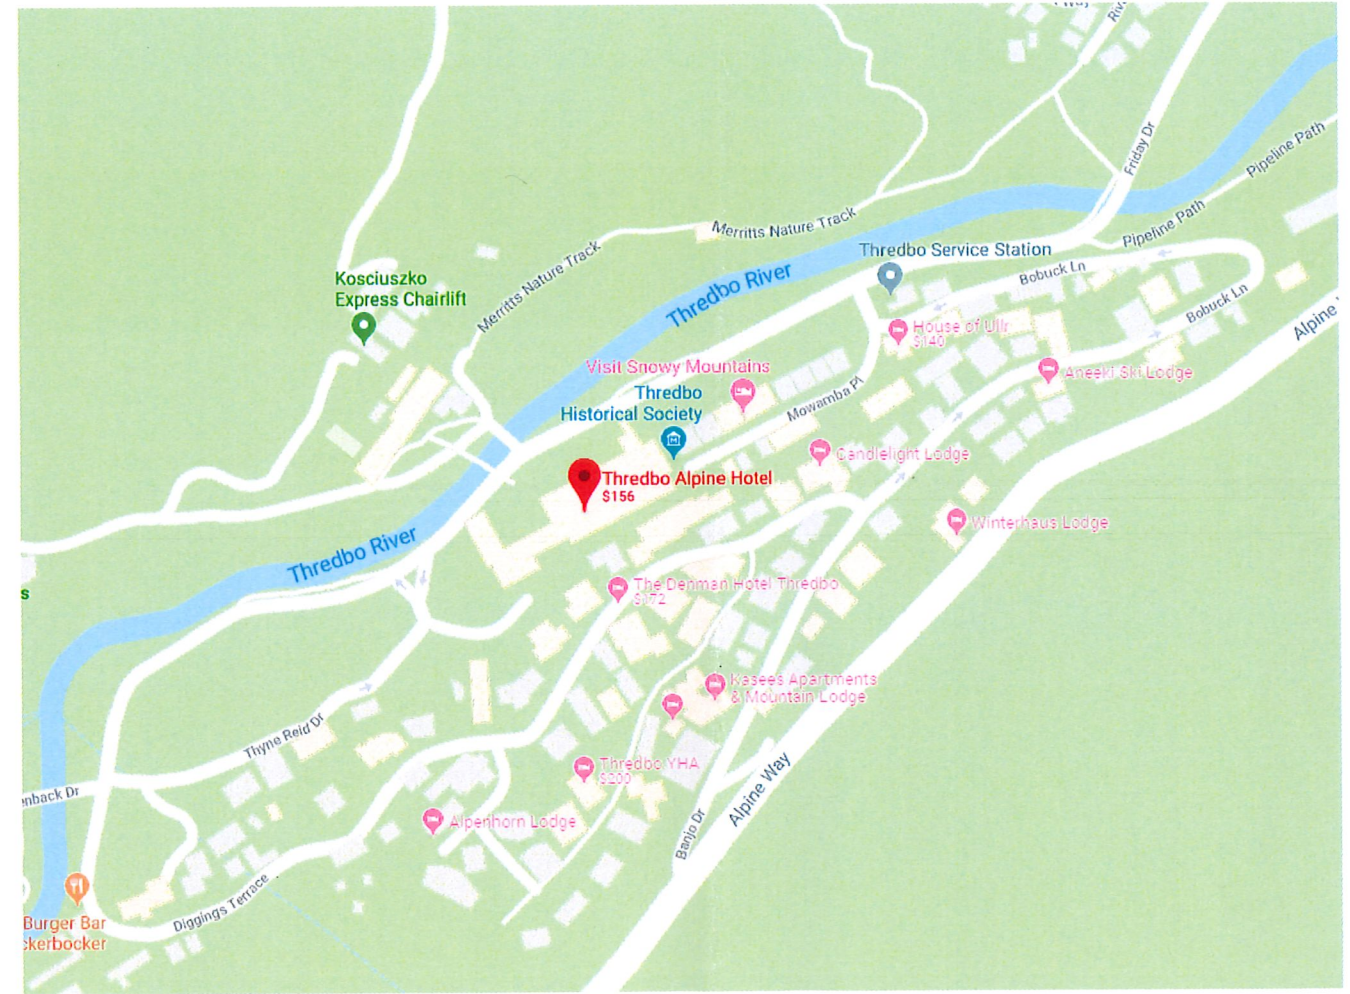 Friday Dr
Pipeline Path
Merritts Nature Track
Pipeline Path
Merritts Nature Track
Thredbo Service Station
Thredbo River
Bobuck Ln
Kosciuszko
Express Chairlift
Bobuck Ln
Alpine
House of Ullr
$140
Visit Snowy Mountains
Aneeki Ski Lodge
Thredbo
Historical Society
Mowamba Pl
Candlelight Lodge
Thredbo Alpine Hotel
$156
Winterhaus Lodge
Thredbo River
The Denman Hotel Thredbo
$172
s
Kasees Apartments
& Mountain Lodge
Thyne Reid Dr
Thredbo YHA
$200
Alpine Way
enback Dr
Alpenhorn Lodge
Banjo Dr
Diggings Terrace
Burger Bar
ckerbocker